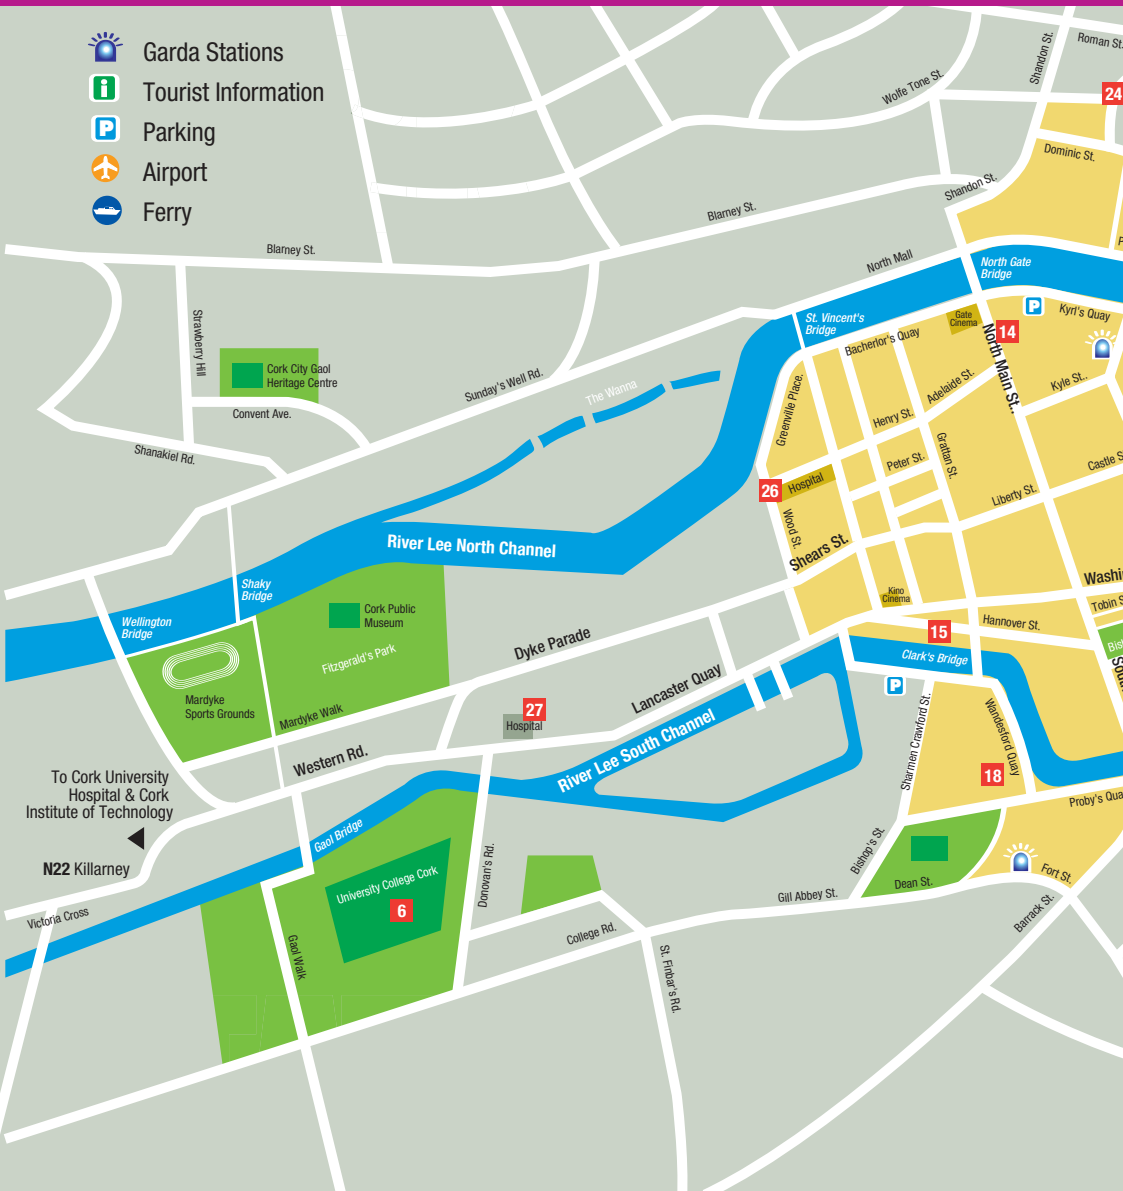 Garda Stations
Tourist Information
Parking
Airport
Ferry
Roman St.
Shandon St.
Wolfe Tone St.
24
Dominic St.
Shandon St.
Blarney St.
Blarney St.
North Mall
North Gate
Bridge
Kyrl's Quay
St. Vincent's
Bridge
Gate
Cinema
14
North Main St..
Bacherlor's Quay
Strawberry Hill
Cork City Gaol
Heritage Centre
Convent Ave.
Sunday's Well Rd.
The Wanna
Greenville Place.
Adelaide St.
Kyle St..
Henry St.
Grattan St.
Peter St.
Castle S
Shanakiel Rd.
26
Hospital
Liberty St.
Wood St.
Shears St.
River Lee North Channel
Shaky
Bridge
Kino
Cinema
Washi
Tobin S
Wellington
Bridge
Cork Public
Museum
Fitzgerald's Park
Dyke Parade
15
Hannover St.
Clark's Bridge
Bis
Sout
Mardyke
Sports Grounds
Mardyke Walk
Lancaster Quay
27
Hospital
P
Sharmen Crawford St.
Wandesford Quay
River Lee South Channel
Western Rd.
18
To Cork University
Hospital & Cork
Institute of Technology
Proby's Qua
Gaol Bridge
N22 Killarney
Bishop's St.
University College Cork
6
Donovan's Rd.
Dean St.
Fort St.
Gill Abbey St.
Barrack St.
Victoria Cross
College Rd.
Gaol Walk
St. Finbar's Rd.